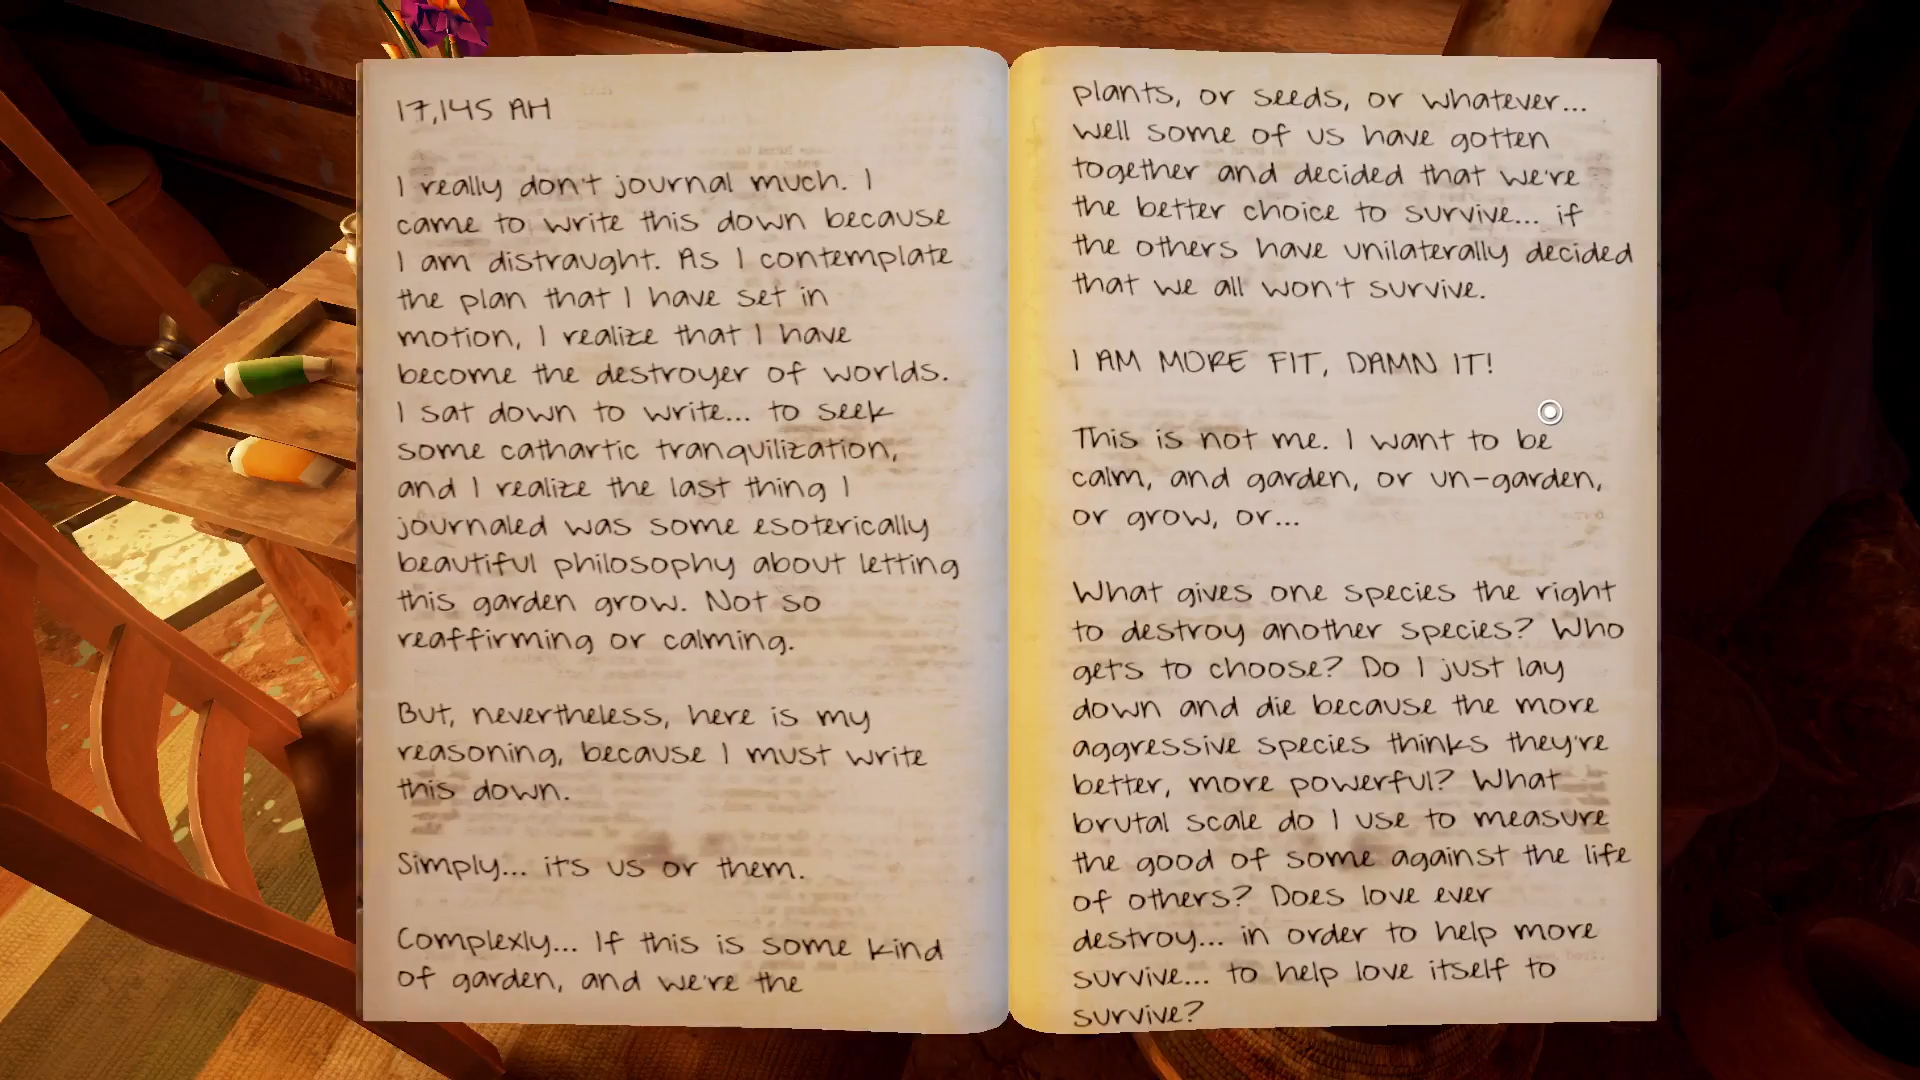 17,145 AH
I really don't journal much. I
came to write this down because
I am distraught. As I contemplate
the plan that I have set in
motion, I realize that I have
become the destroyer of worlds.
I sat down to write... to seek
some cathartic tranquilization,
and I realize the last thing I
journaled was some esoterically
beautiful philosophy about letting
this garden grow. Not so
reaffirming or calming.
But, nevertheless, here is my
reasoning, because I must write
this down.
Simply... it's us or them.
Complexly... If this is some kind
of garden, and we're the
plants, or seeds, or whatever...
well some of us have gotten
together and decided that we're
the better choice to survive... if
the others have unilaterally decided
that we all won't survive.
I AM MORE FIT, DAMN IT!
This is not me. I want to be
calm, and garden, or un-garden,
or grow, or...
What gives one species the right
to destroy another species? Who
gets to choose? Do I just lay
down and die because the more
aggressive species thinks they're
better, more powerful? What
brutal scale do I use to measure
the good of some against the life
of others? Does love ever
destroy... in order to help more
survive... to help love itself to
survive?